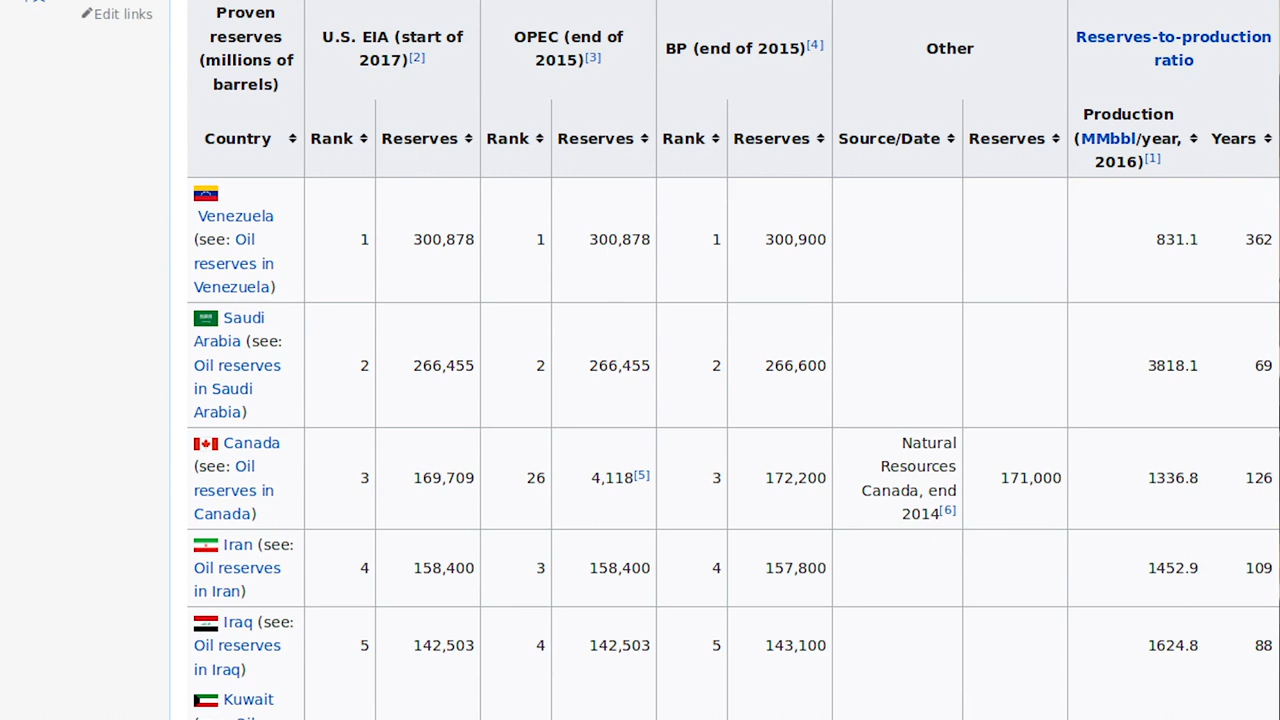 Edit links
Proven
reserves
(millions of
barrels)
U.S. EIA (start of
2017)[2]
OPEC (end of
2015)[3]
BP (end of 2015)[4]
Other
Reserves-to-production
ratio
Country
Rank
Reserves
Rank
Reserves
Rank
Reserves
Source/Date
Reserves
Production
(MMbbl/year,
2016)[1]
Years
Venezuela
(see: Oil
reserves in
Venezuela)
1
300,878
1
300,878
1
300,900
831.1
362
Saudi
Arabia (see:
Oil reserves
in Saudi
Arabia)
2
266,455
2
266,455
2
266,600
3818.1
69
Canada
(see: Oil
reserves in
Canada)
3
169,709
26
4,118[5]
3
172,200
Natural
Resources
Canada, end
2014[6]
171,000
1336.8
126
Iran (see:
Oil reserves
in Iran)
4
158,400
3
158,400
4
157,800
1452.9
109
Iraq (see:
Oil reserves
in Iraq)
5
142,503
4
142,503
5
143,100
1624.8
88
Kuwait